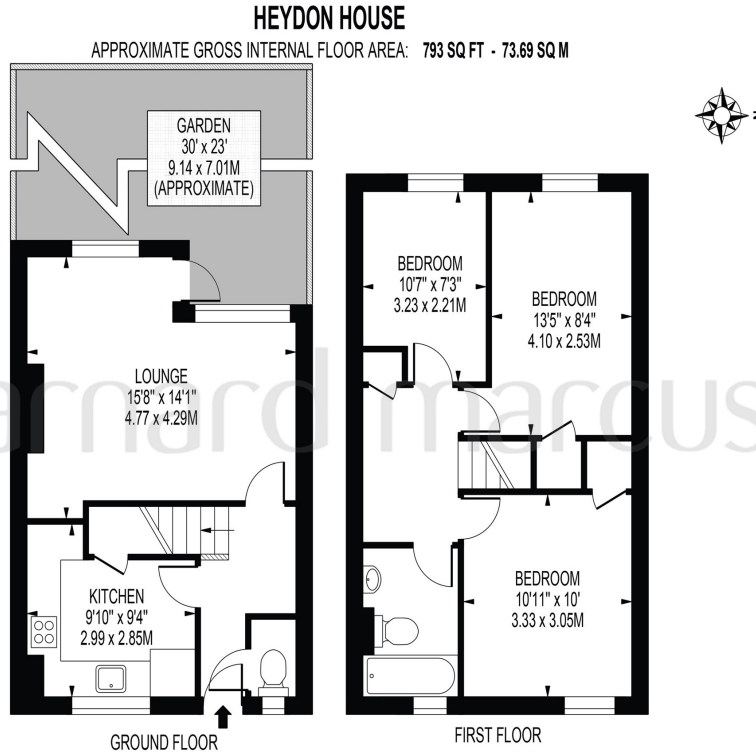 HEYDON HOUSE
APPROXIMATE GROSS INTERNAL FLOOR AREA: 793 SQ FT - 73.69 SQ M
GARDEN
30' x 23'
9.14 x 7.01M
(APPROXIMATE)
LOUNGE
15'8" x 14'1"
4.77 x 4.29M
KITCHEN
9'10" x 9'4"
2.99 x 2.85M
GROUND FLOOR
BEDROOM
10'7" x 7'3"
3.23 x 2.21M
BEDROOM
13'5" x 8'4"
4.10 x 2.53M
BEDROOM
10'11" x 10'
3.33 x 3.05M
FIRST FLOOR
arnard marcus